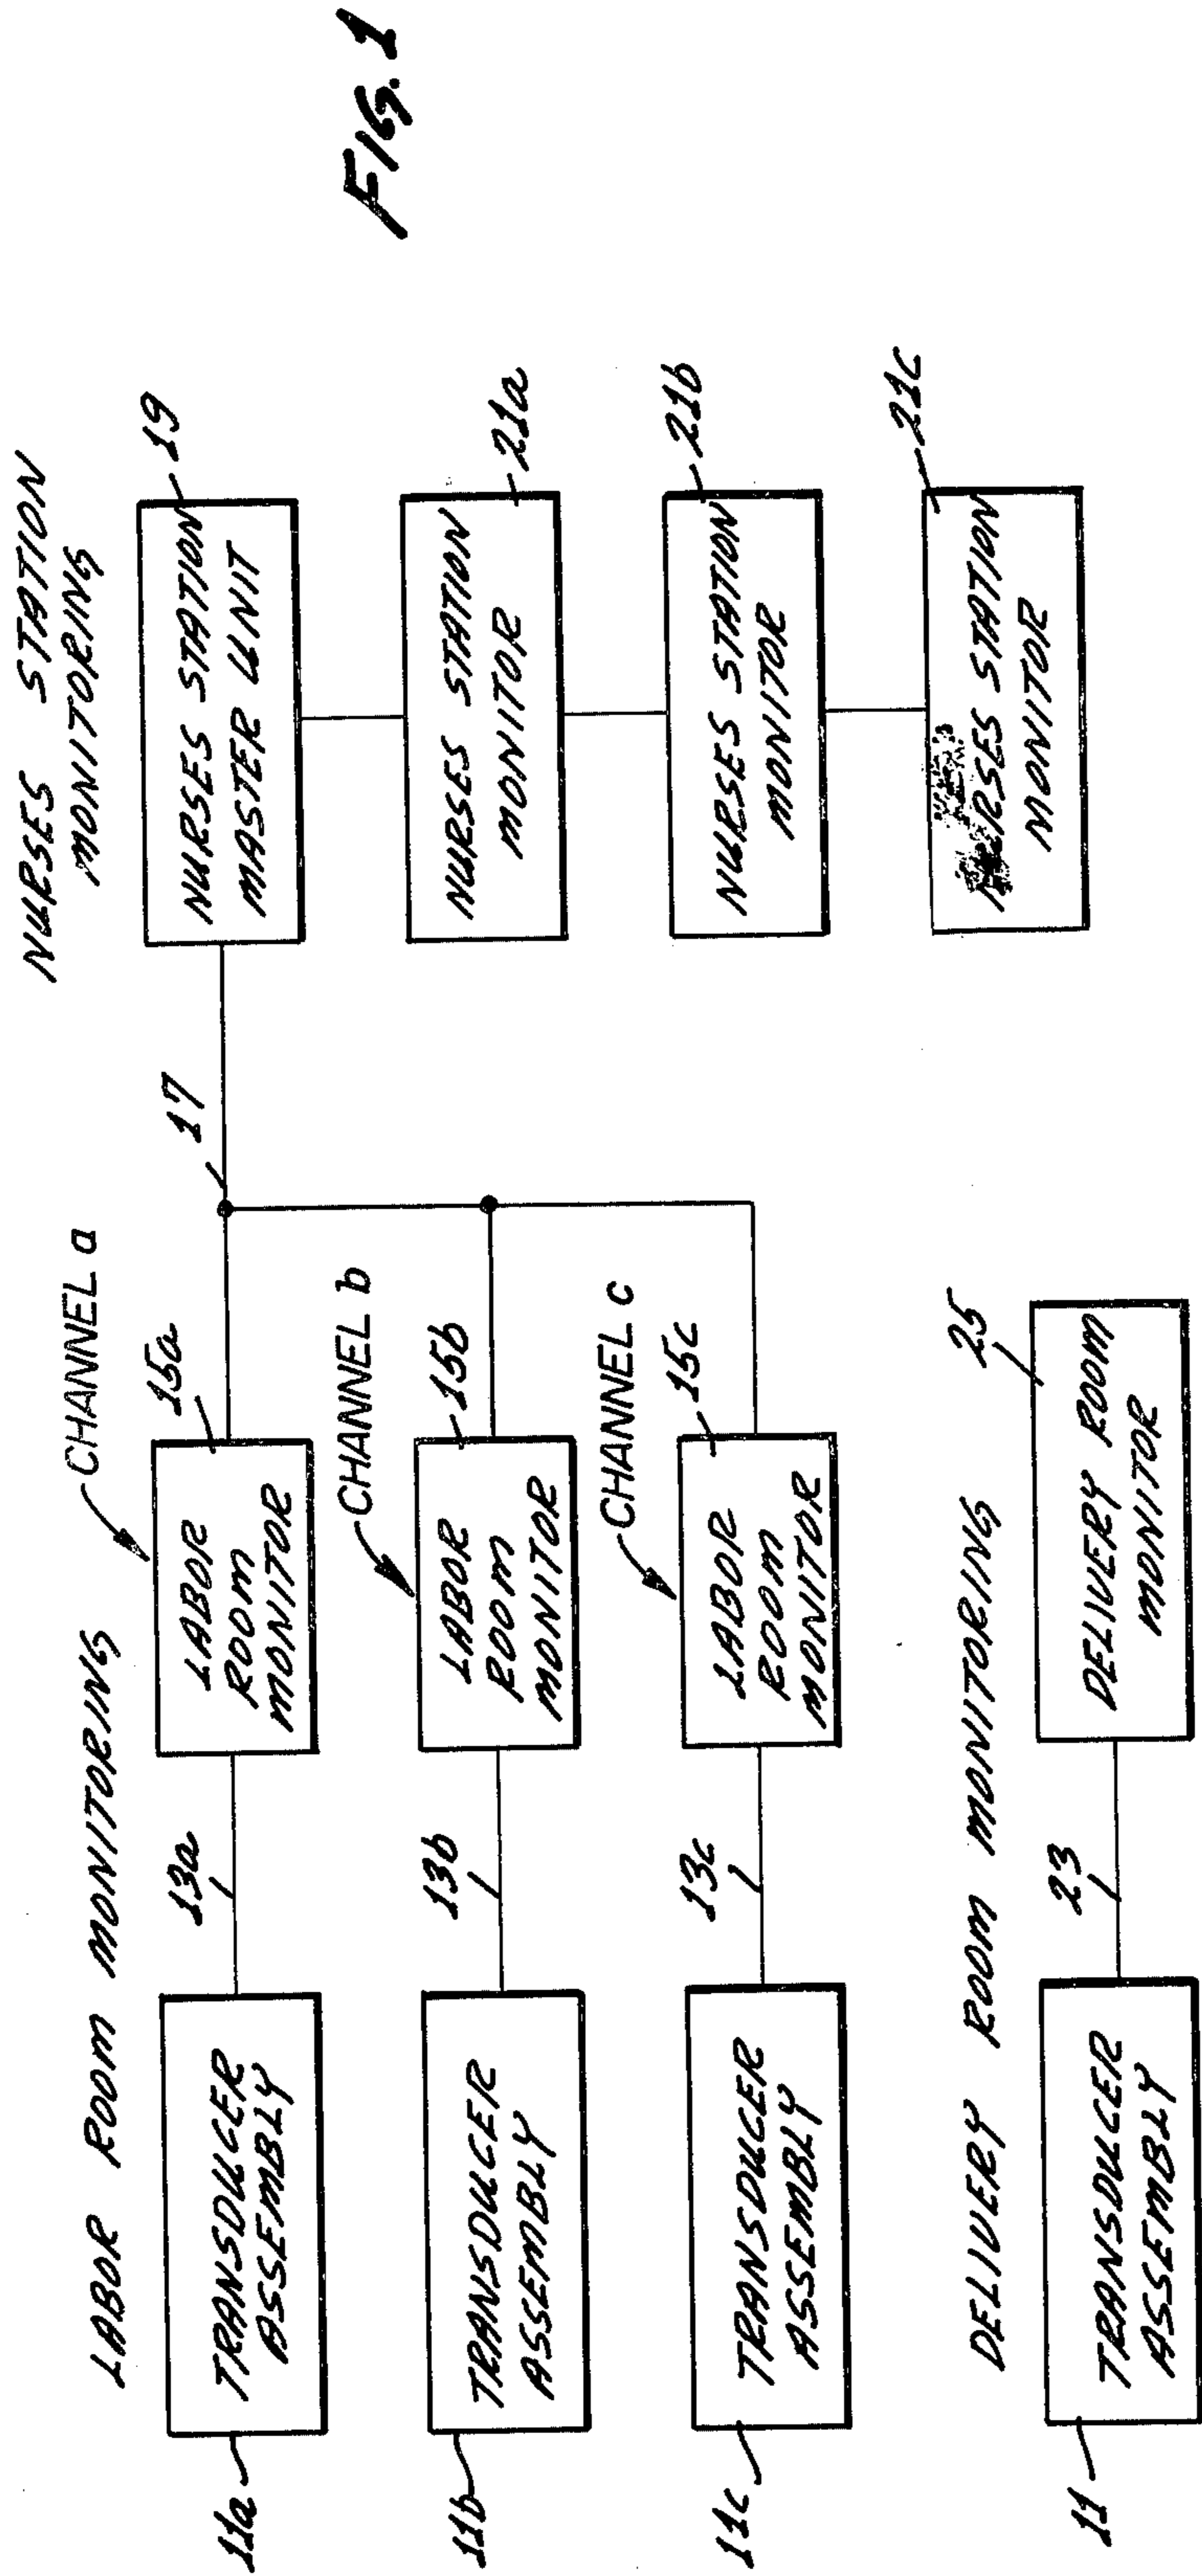 LABOR ROOM MONITORING
NURSES STATION
MONITORING
CHANNEL a
11a
TRANSDUCER
ASSEMBLY
13a
LABOR
ROOM
MONITOR
15a
17
NURSES STATION
MASTER UNIT
19
CHANNEL b
11b
TRANSDUCER
ASSEMBLY
13b
LABOR
ROOM
MONITOR
15b
NURSES STATION
MONITOR
21a
CHANNEL c
11c
TRANSDUCER
ASSEMBLY
13c
LABOR
ROOM
MONITOR
15c
NURSES STATION
MONITOR
21b
NURSES STATION
MONITOR
21c
DELIVERY ROOM MONITORING
11
TRANSDUCER
ASSEMBLY
23
DELIVERY ROOM
MONITOR
25
FIG. 1